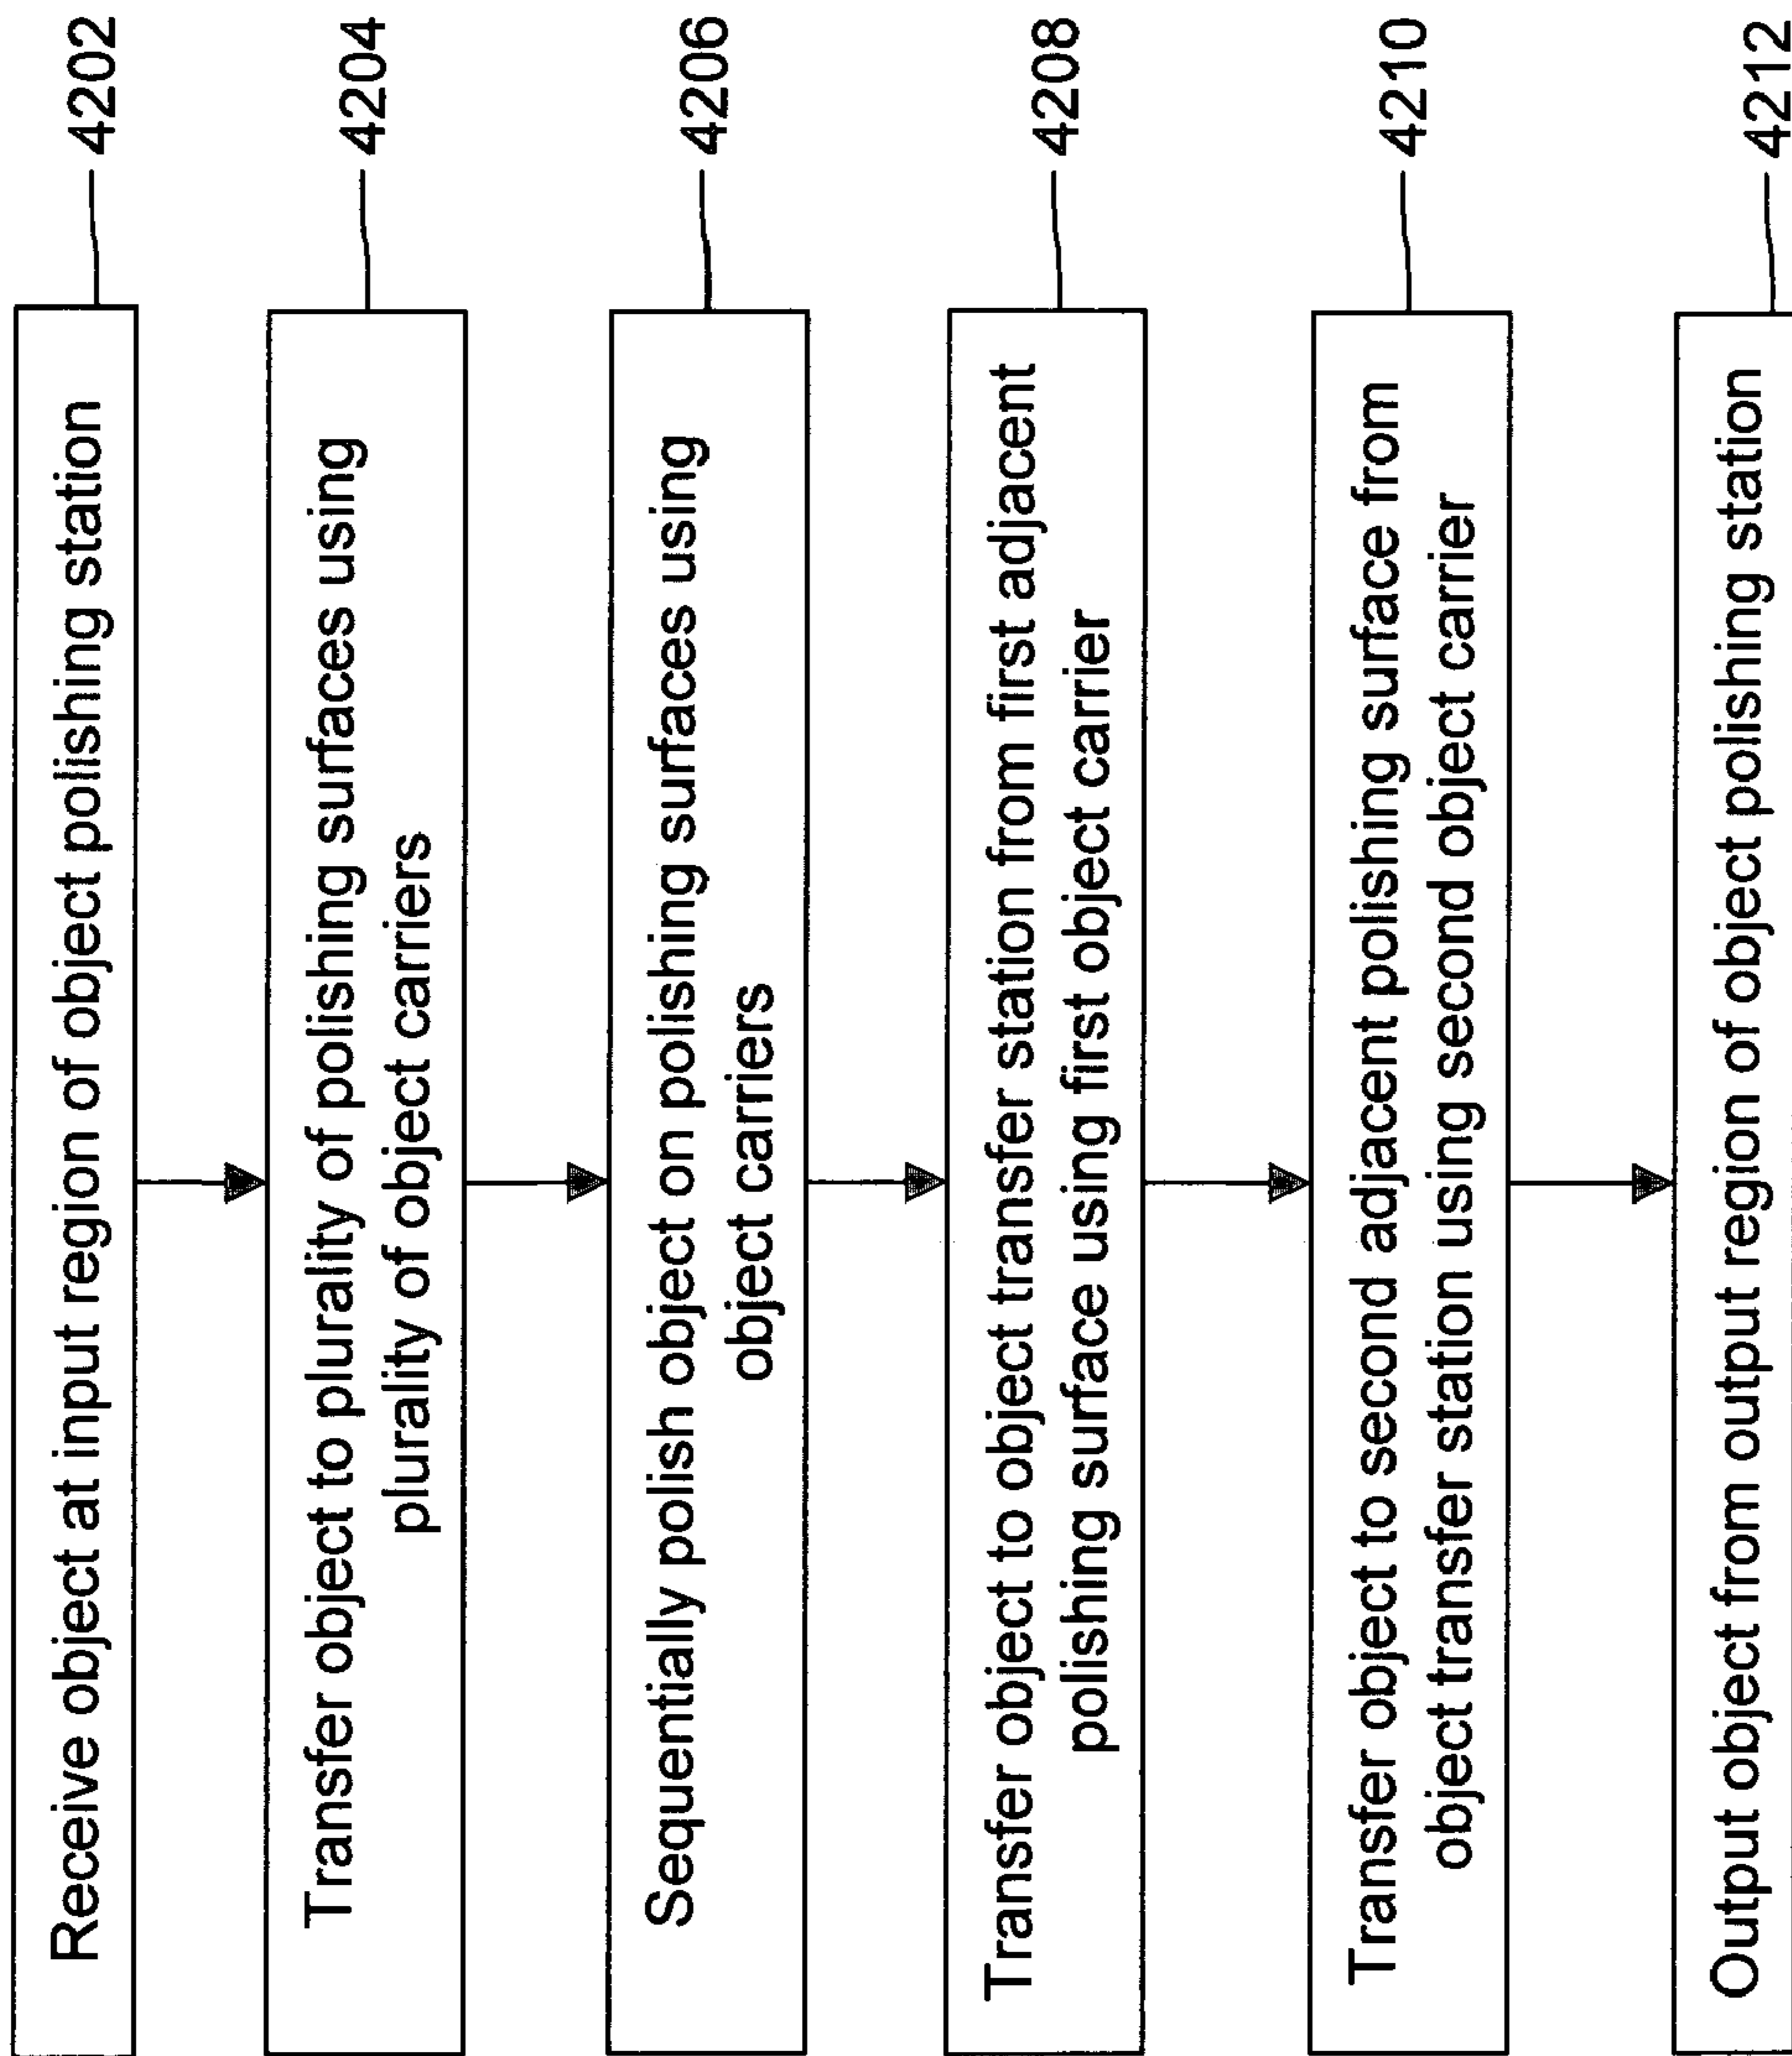 Receive object at input region of object polishing station
4202
Transfer object to plurality of polishing surfaces using
plurality of object carriers
4204
Sequentially polish object on polishing surfaces using
object carriers
4206
Transfer object to object transfer station from first adjacent
polishing surface using first object carrier
4208
Transfer object to second adjacent polishing surface from
object transfer station using second object carrier
4210
Output object from output region of object polishing station
4212